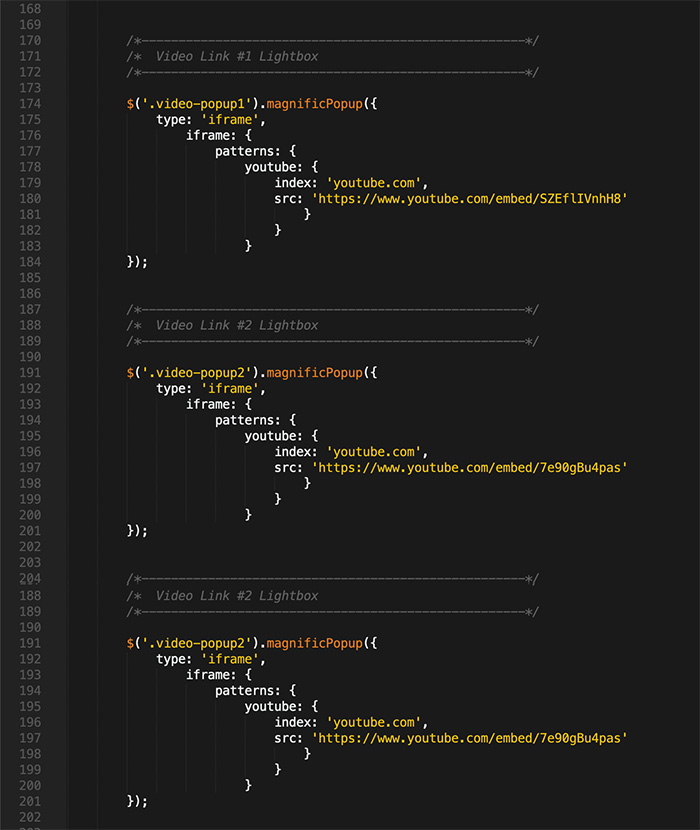 168
169
170 /*----------------------------------------------------*/
171 /*  Video Link #1 Lightbox
172 /*----------------------------------------------------*/
173
174 $('.video-popup1').magnificPopup({
175 type: 'iframe',
176 iframe: {
177 patterns: {
178 youtube: {
179 index: 'youtube.com',
180 src: 'https://www.youtube.com/embed/SZEflIVnhH8'
181 }
182 }
183 }
184 });
185
186
187 /*----------------------------------------------------*/
188 /*  Video Link #2 Lightbox
189 /*----------------------------------------------------*/
190
191 $('.video-popup2').magnificPopup({
192 type: 'iframe',
193 iframe: {
194 patterns: {
195 youtube: {
196 index: 'youtube.com',
197 src: 'https://www.youtube.com/embed/7e90gBu4pas'
198 }
199 }
200 }
201 });
202
203
204 /*----------------------------------------------------*/
188 /*  Video Link #2 Lightbox
189 /*----------------------------------------------------*/
190
191 $('.video-popup2').magnificPopup({
192 type: 'iframe',
193 iframe: {
194 patterns: {
195 youtube: {
196 index: 'youtube.com',
197 src: 'https://www.youtube.com/embed/7e90gBu4pas'
198 }
199 }
200 }
201 });
202